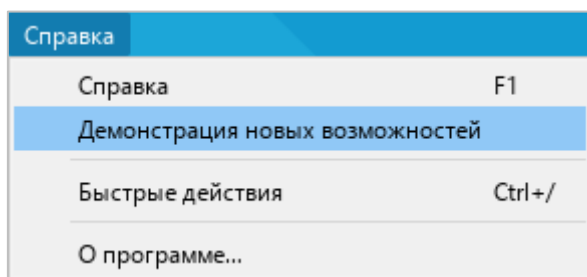 Справка
Справка F1
Демонстрация новых возможностей
Быстрые действия Ctrl+/
О программе...